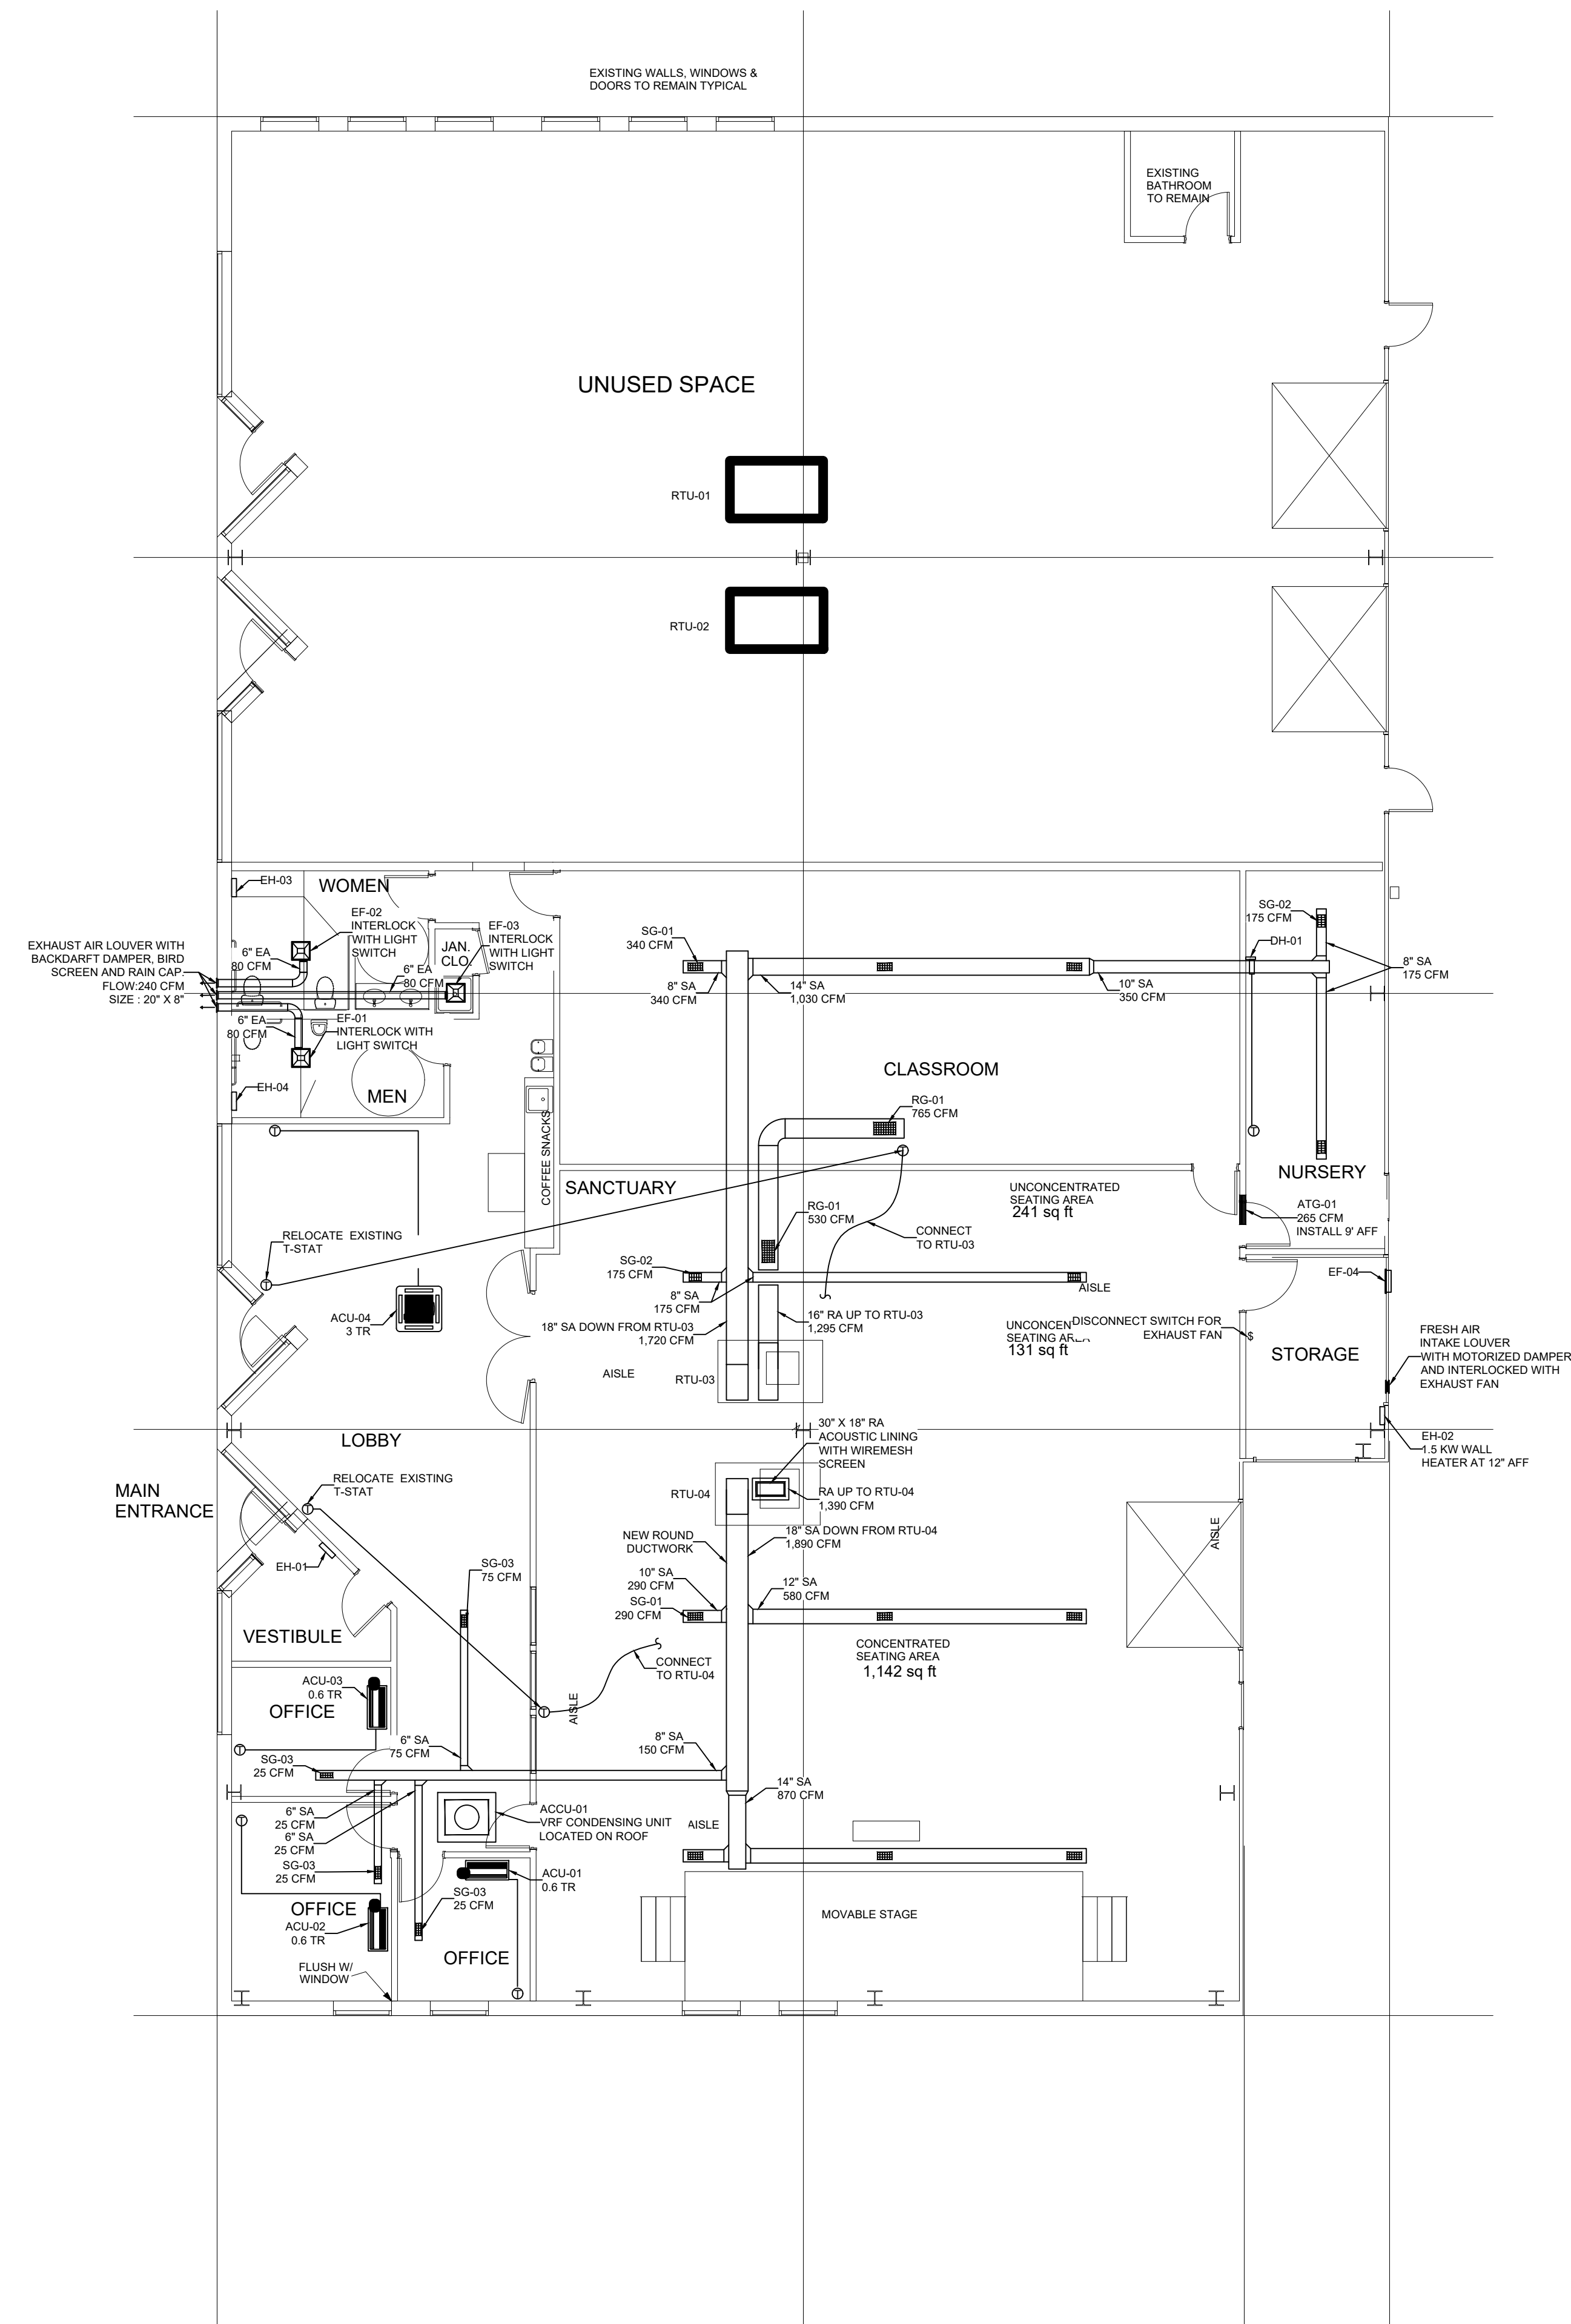 EXISTING WALLS, WINDOWS &
DOORS TO REMAIN TYPICAL
EXISTING
BATHROOM
TO REMAIN
UNUSED SPACE
RTU-01
RTU-02
EH-03
WOMEN
EF-02
INTERLOCK
WITH LIGHT
SWITCH
JAN.
CLO.
EF-03
INTERLOCK
WITH LIGHT
SWITCH
EXHAUST AIR LOUVER WITH
BACKDARFT DAMPER, BIRD
SCREEN AND RAIN CAP.
FLOW:240 CFM
SIZE : 20" X 8"
6" EA
80 CFM
6" EA
80 CFM
6" EA
80 CFM
EF-01
INTERLOCK WITH
LIGHT SWITCH
EH-04
MEN
SG-01
340 CFM
8" SA
340 CFM
14" SA
1,030 CFM
10" SA
350 CFM
SG-02
175 CFM
DH-01
8" SA
175 CFM
CLASSROOM
RG-01
765 CFM
COFFEE SNACKS
SANCTUARY
UNCONCENTRATED
SEATING AREA
241 sq ft
NURSERY
ATG-01
265 CFM
INSTALL 9' AFF
RG-01
530 CFM
CONNECT
TO RTU-03
RELOCATE EXISTING
T-STAT
SG-02
175 CFM
8" SA
175 CFM
AISLE
EF-04
ACU-04
3 TR
18" SA DOWN FROM RTU-03
1,720 CFM
16" RA UP TO RTU-03
1,295 CFM
UNCONCEN
SEATING AREA
131 sq ft
DISCONNECT SWITCH FOR
EXHAUST FAN
$
STORAGE
FRESH AIR
INTAKE LOUVER
WITH MOTORIZED DAMPER
AND INTERLOCKED WITH
EXHAUST FAN
AISLE
RTU-03
LOBBY
30" X 18" RA
ACOUSTIC LINING
WITH WIREMESH
SCREEN
EH-02
1.5 KW WALL
HEATER AT 12" AFF
MAIN
ENTRANCE
RELOCATE EXISTING
T-STAT
RTU-04
RA UP TO RTU-04
1,390 CFM
NEW ROUND
DUCTWORK
18" SA DOWN FROM RTU-04
1,890 CFM
AISLE
EH-01
SG-03
75 CFM
10" SA
290 CFM
SG-01
290 CFM
12" SA
580 CFM
VESTIBULE
CONCENTRATED
SEATING AREA
1,142 sq ft
CONNECT
TO RTU-04
ACU-03
0.6 TR
OFFICE
AISLE
6" SA
75 CFM
8" SA
150 CFM
SG-03
25 CFM
14" SA
870 CFM
6" SA
25 CFM
6" SA
25 CFM
SG-03
25 CFM
ACCU-01
VRF CONDENSING UNIT
LOCATED ON ROOF
AISLE
ACU-01
0.6 TR
SG-03
25 CFM
OFFICE
ACU-02
0.6 TR
MOVABLE STAGE
OFFICE
FLUSH W/
WINDOW
T
T
T
T
T
T
T
T
T